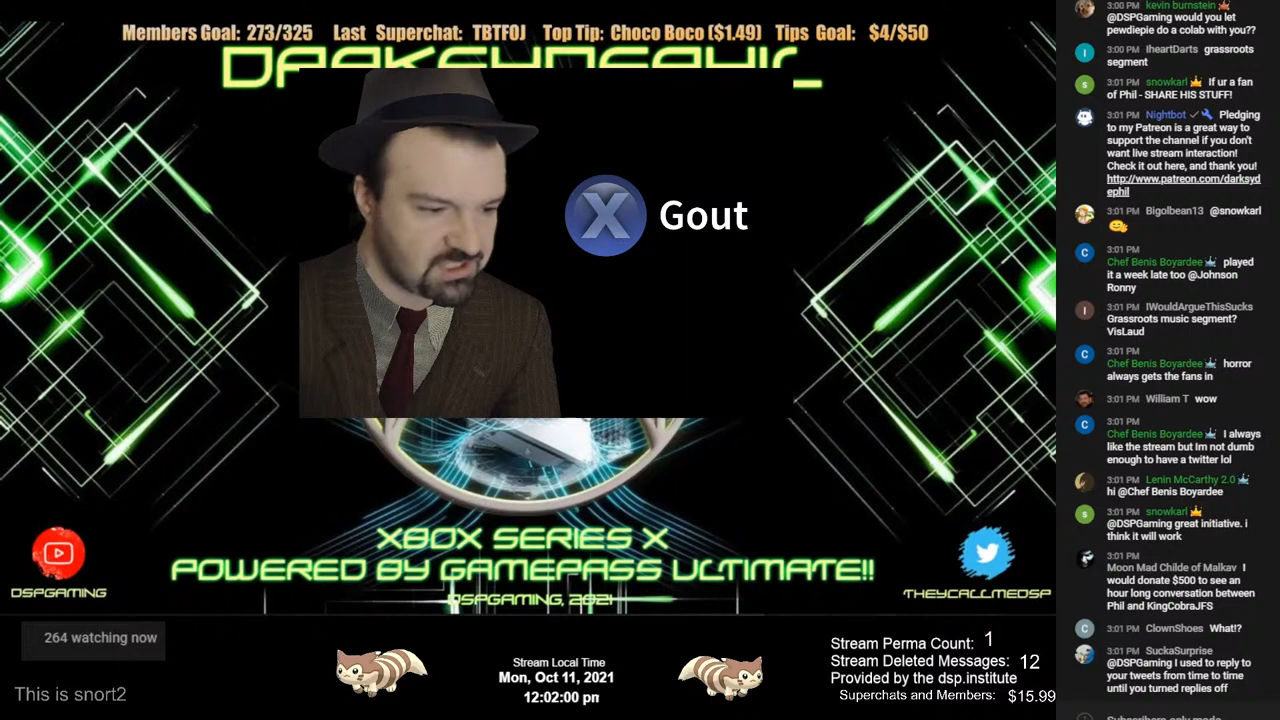 Members Goal: 273/325 Last Superchat: TBTFOJ Top Tip: Choco Boco ($1.49) Tips Goal: $4/$50
X Gout
XBOX SERIES X
POWERED BY GAMEPASS ULTIMATE!!
DSPGAMING, 2021
DSPGAMING
THEYCALLMEDSP
264 watching now
This is snort2
Stream Local Time
Mon, Oct 11, 2021
12:02:00 pm
Stream Perma Count: 1
Stream Deleted Messages: 12
Provided by the dsp.institute
Superchats and Members: $15.99
3:00 PM kevin burnstein
@DSPGaming would you let
pewdiepie do a colab with you??
I 3:00 PM IheartDarts grassroots
segment
s 3:01 PM snowkarl If ur a fan
of Phil - SHARE HIS STUFF!
3:01 PM Nightbot Pledging
to my Patreon is a great way to
support the channel if you don't
want live stream interaction!
Check it out here, and thank you!
http://www.patreon.com/darksyd
ephil
3:01 PM Bigolbean13 @snowkarl
C 3:01 PM
Chef Benis Boyardee played
it a week late too @Johnson
Ronny
I 3:01 PM IWouldArgueThisSucks
Grassroots music segment?
VisLaud
C 3:01 PM
Chef Benis Boyardee horror
always gets the fans in
3:01 PM William T wow
C 3:01 PM
Chef Benis Boyardee I always
like the stream but Im not dumb
enough to have a twitter lol
3:01 PM Lenin McCarthy 2.0
hi @Chef Benis Boyardee
s 3:01 PM snowkarl
@DSPGaming great initiative. i
think it will work
3:01 PM
Moon Mad Childe of Malkav I
would donate $500 to see an
hour long conversation between
Phil and KingCobraJFS
C 3:01 PM ClownShoes What!?
3:01 PM SuckaSurprise
@DSPGaming I used to reply to
your tweets from time to time
until you turned replies off